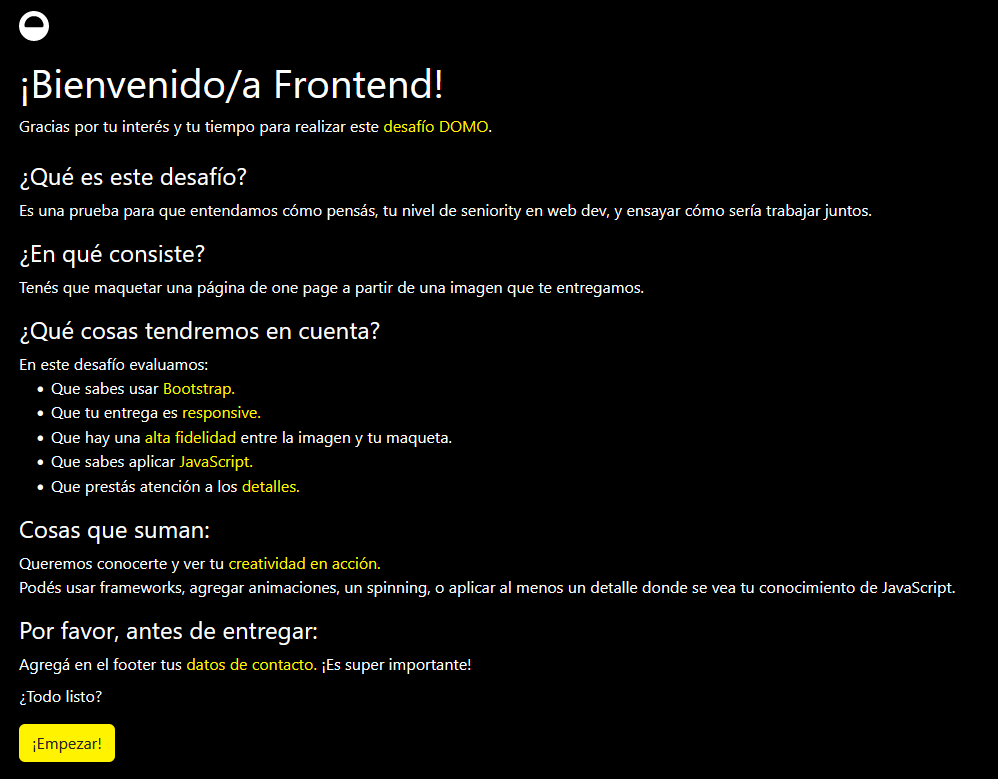 ¡Bienvenido/a Frontend!
Gracias por tu interés y tu tiempo para realizar este desafío DOMO.
¿Qué es este desafío?
Es una prueba para que entendamos cómo pensás, tu nivel de seniority en web dev, y ensayar cómo sería trabajar juntos.
¿En qué consiste?
Tenés que maquetar una página de one page a partir de una imagen que te entregamos.
¿Qué cosas tendremos en cuenta?
En este desafío evaluamos:
• Que sabes usar Bootstrap.
• Que tu entrega es responsive.
• Que hay una alta fidelidad entre la imagen y tu maqueta.
• Que sabes aplicar JavaScript.
• Que prestás atención a los detalles.
Cosas que suman:
Queremos conocerte y ver tu creatividad en acción.
Podés usar frameworks, agregar animaciones, un spinning, o aplicar al menos un detalle donde se vea tu conocimiento de JavaScript.
Por favor, antes de entregar:
Agregá en el footer tus datos de contacto. ¡Es super importante!
¿Todo listo?
¡Empezar!